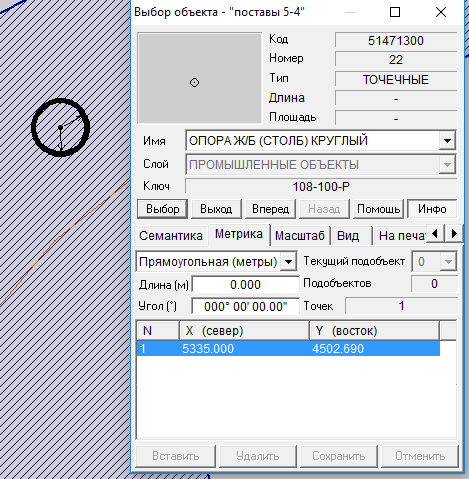 Выбор объекта - "поставы 5-4"
Код 51471300
Номер 22
Тип ТОЧЕЧНЫЕ
Длина -
Площадь -
Имя ОПОРА Ж/Б (СТОЛБ) КРУГЛЫЙ
Слой ПРОМЫШЛЕННЫЕ ОБЪЕКТЫ
Ключ 108-100-P
Выбор Выход Вперед Назад Помощь Инфо
Семантика Метрика Масштаб Вид На печа
Прямоугольная (метры) Текущий подобъект 0
Длина (м) 0.000 Подобъектов 0
Угол (°) 000° 00' 00.00" Точек 1
N X (север) Y (восток)
1 5335.000 4502.690
Вставить Удалить Сохранить Отменить